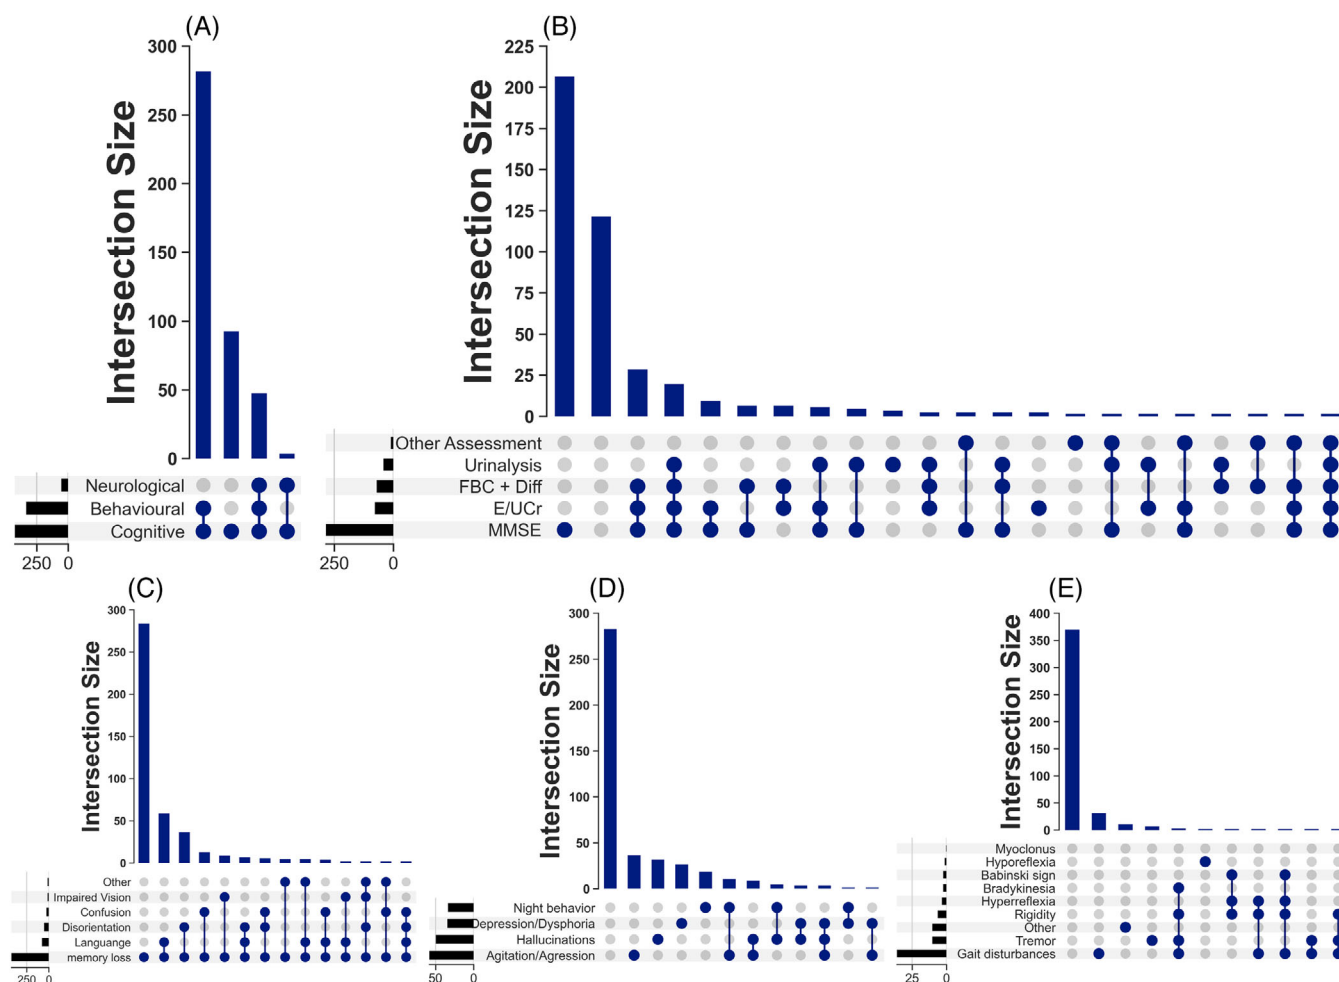 (A)
Intersection Size
300
250
200
150
100
50
0
Neurological
Behavioural
Cognitive
250 0
(B)
Intersection Size
225
200
175
150
125
100
75
50
25
0
Other Assessment
Urinalysis
FBC + Diff
E/UCr
MMSE
250 0
(C)
Intersection Size
300
250
200
150
100
50
0
Other
Impaired Vision
Confusion
Disorientation
Languange
memory loss
250 0
(D)
Intersection Size
300
250
200
150
100
50
0
Night behavior
Depression/Dysphoria
Hallucinations
Agitation/Agression
50 0
(E)
Intersection Size
400
350
300
250
200
150
100
50
0
Myoclonus
Hyporeflexia
Babinski sign
Bradykinesia
Hyperreflexia
Rigidity
Other
Tremor
Gait disturbances
25 0